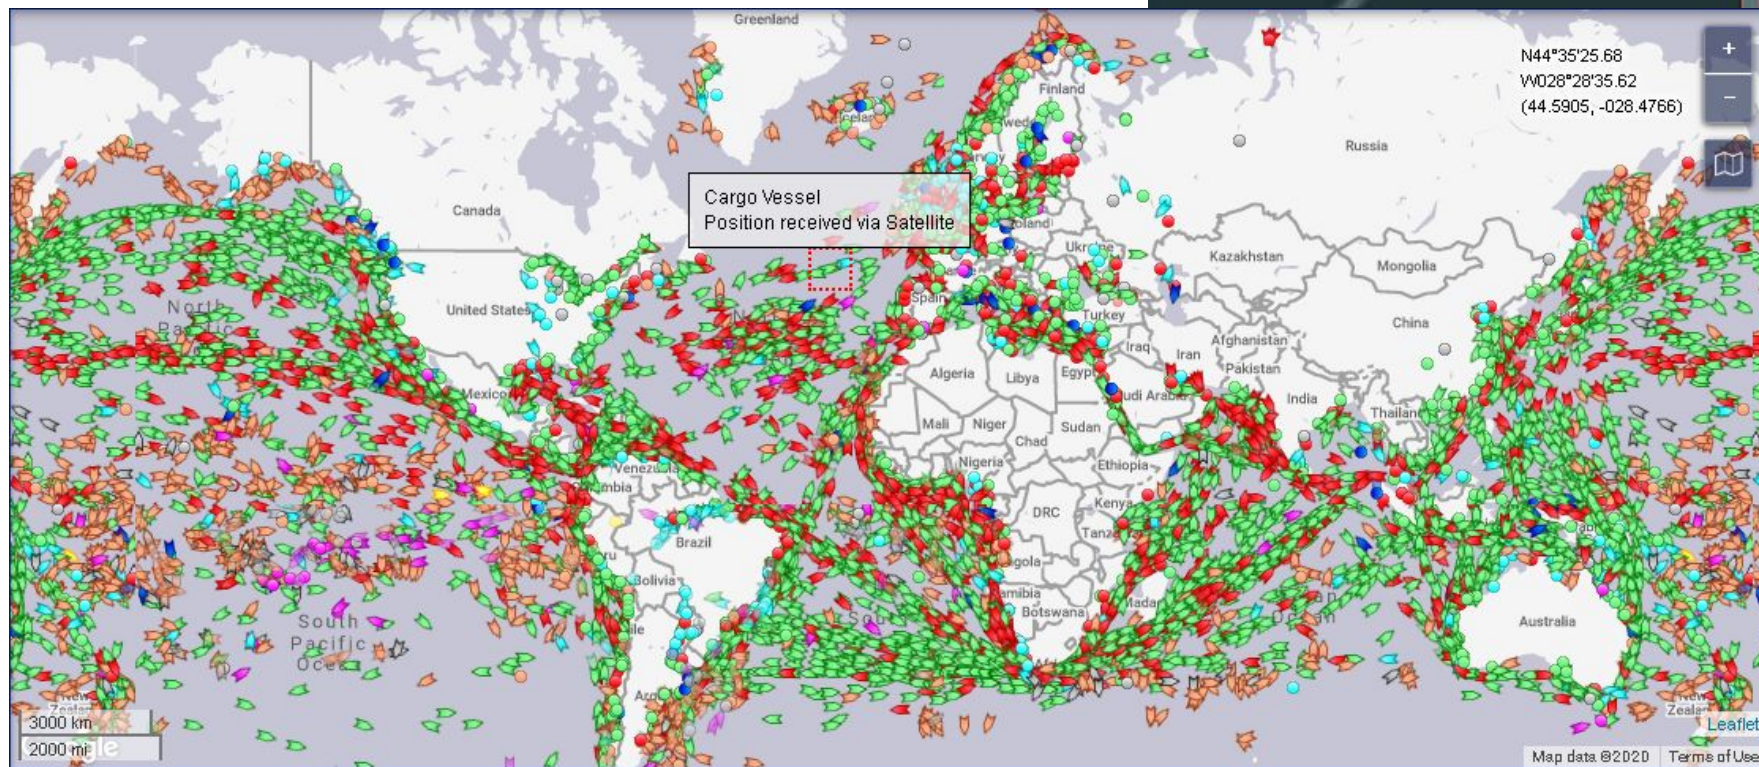 Greenland
N44°35'25.68
W028°28'35.62
(44.5905, -028.4766)
+
−
Finland
Russia
Cargo Vessel
Position received via Satellite
Canada
Kazakhstan
Mongolia
United States
North
Spain
Turkey
China
Iraq
Iran
Afghanistan
Pakistan
Algeria
Libya
Egypt
India
Mexico
Thailand
Mali
Niger
Chad
Sudan
Nigeria
Ethiopia
Venezuela
Kenya
DRC
Brazil
Bolivia
Botswana
South
Pacific
Australia
3000 km
2000 mi
Leaflet
Map data ©2020
Terms of Use